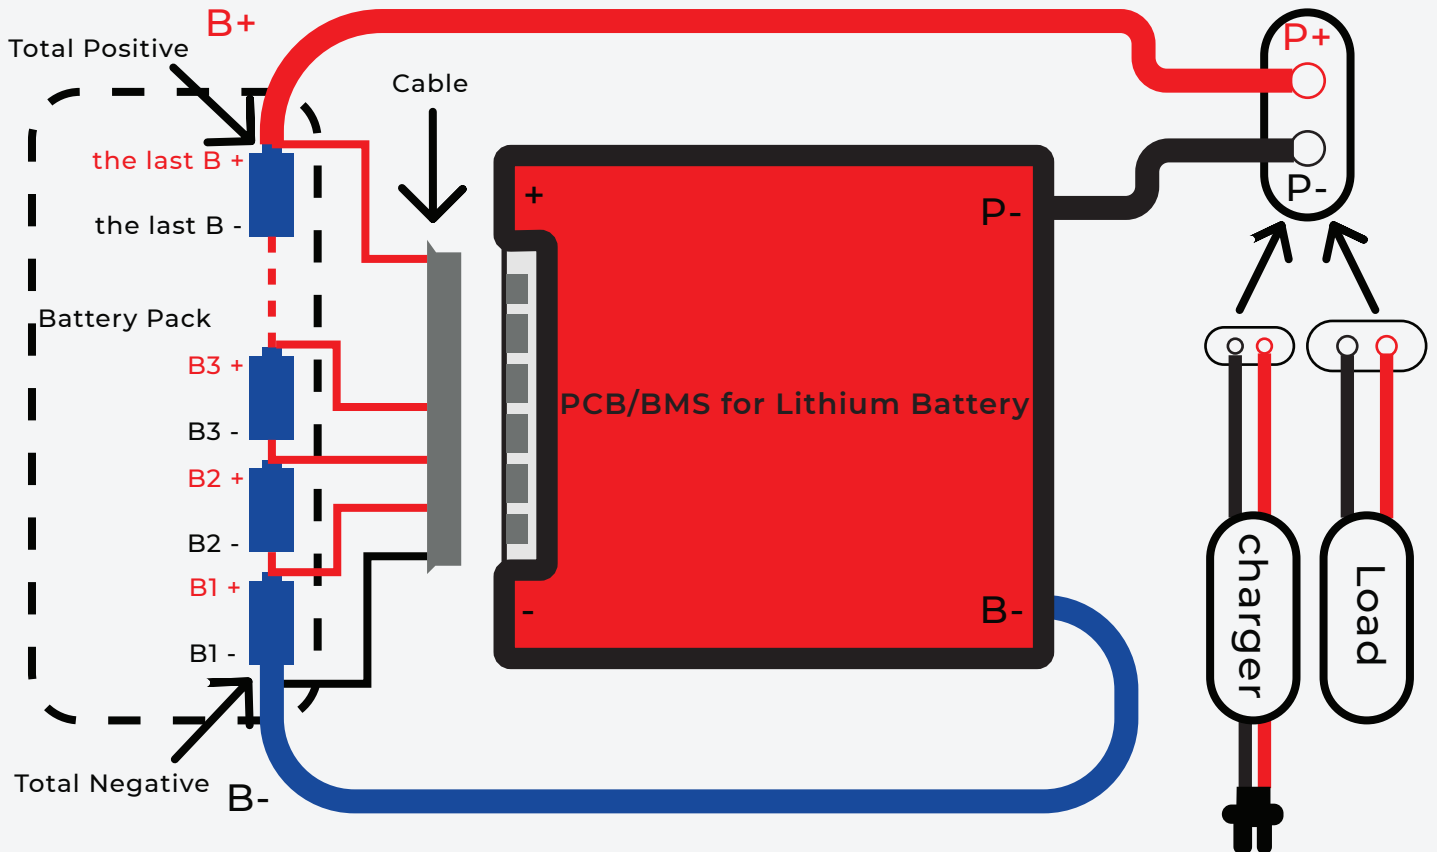 B+
Total Positive
Cable
the last B +
the last B -
Battery Pack
B3 +
B3 -
B2 +
B2 -
B1 +
B1 -
Total Negative
B-
+
P-
PCB/BMS for Lithium Battery
-
B-
P+
P-
charger
Load